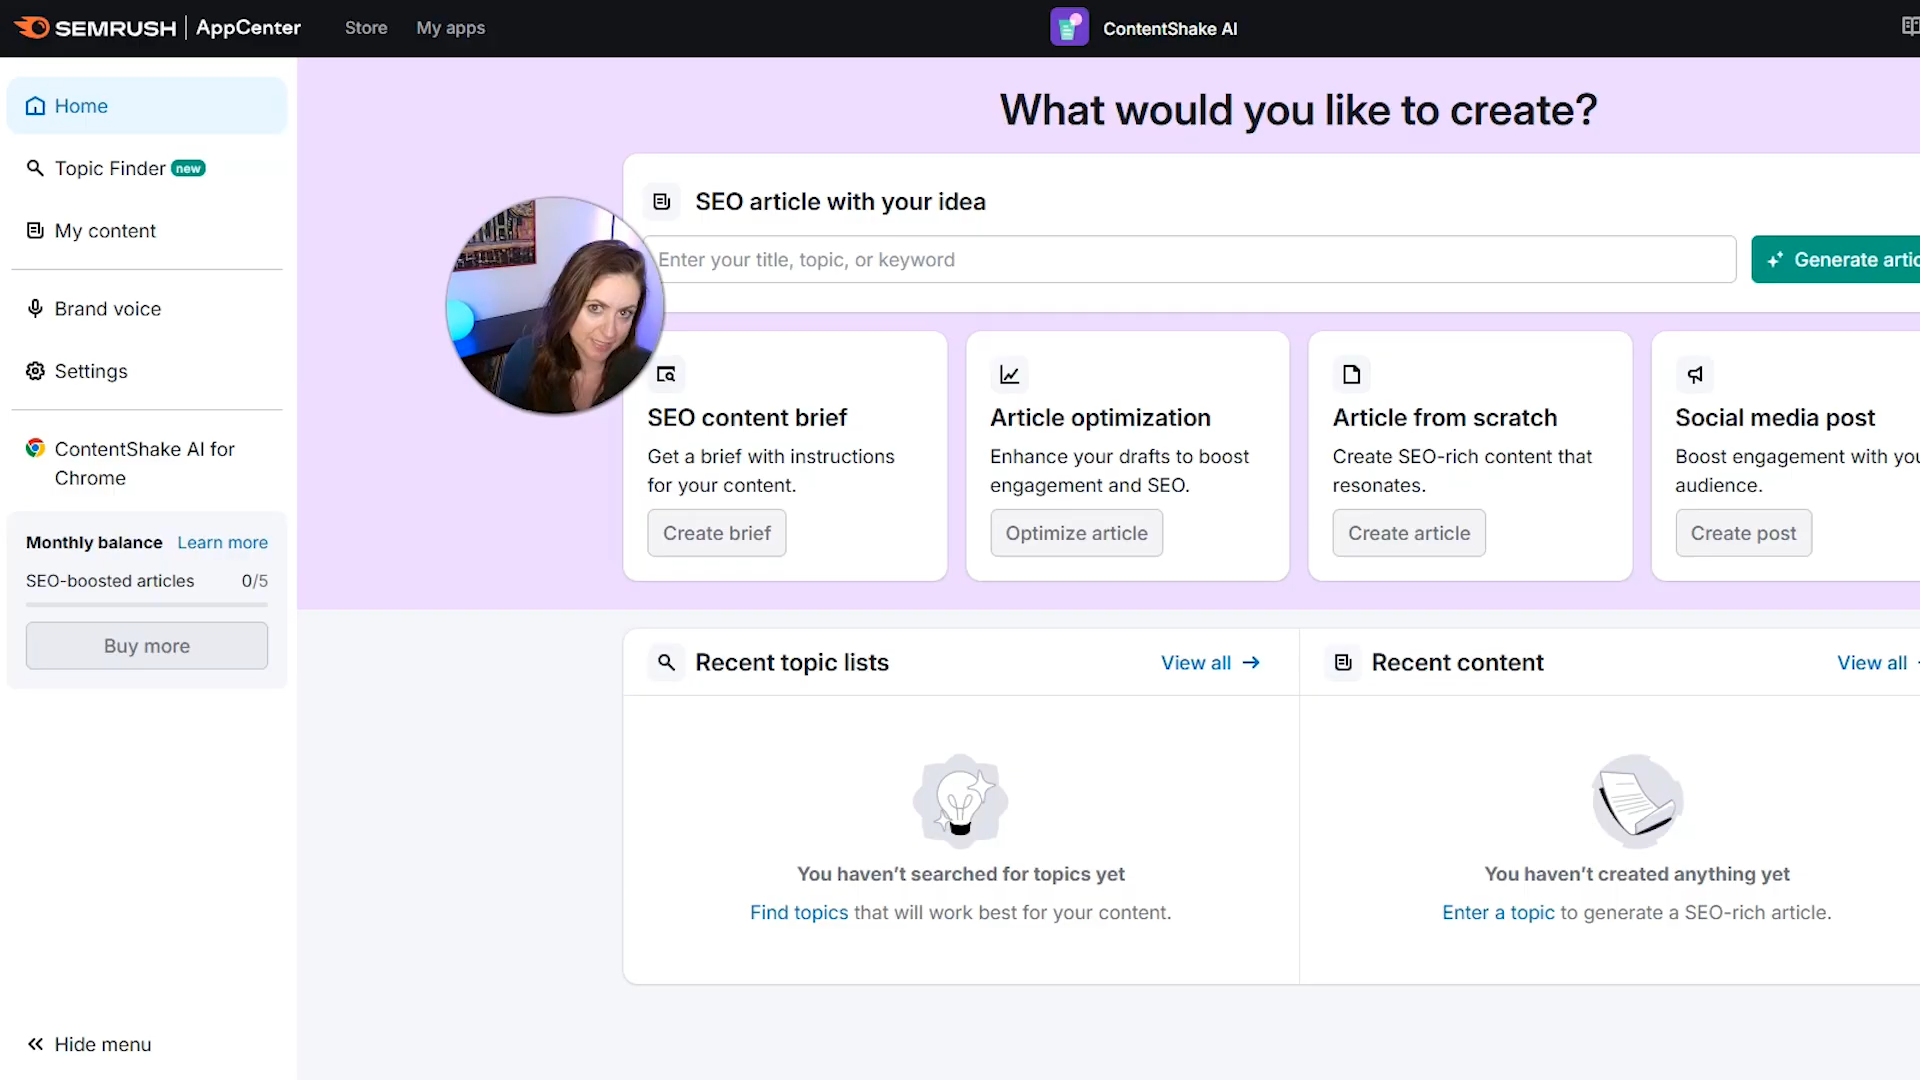 SEMRUSH AppCenter Store My apps ContentShake AI
Home
Topic Finder new
My content
Brand voice
Settings
ContentShake AI for
Chrome
Monthly balance Learn more
SEO-boosted articles 0/5
Buy more
Hide menu
What would you like to create?
SEO article with your idea
Enter your title, topic, or keyword
Generate artic
SEO content brief
Get a brief with instructions
for your content.
Create brief
Article optimization
Enhance your drafts to boost
engagement and SEO.
Optimize article
Article from scratch
Create SEO-rich content that
resonates.
Create article
Social media post
Boost engagement with you
audience.
Create post
Recent topic lists View all
You haven't searched for topics yet
Find topics that will work best for your content.
Recent content View all
You haven't created anything yet
Enter a topic to generate a SEO-rich article.